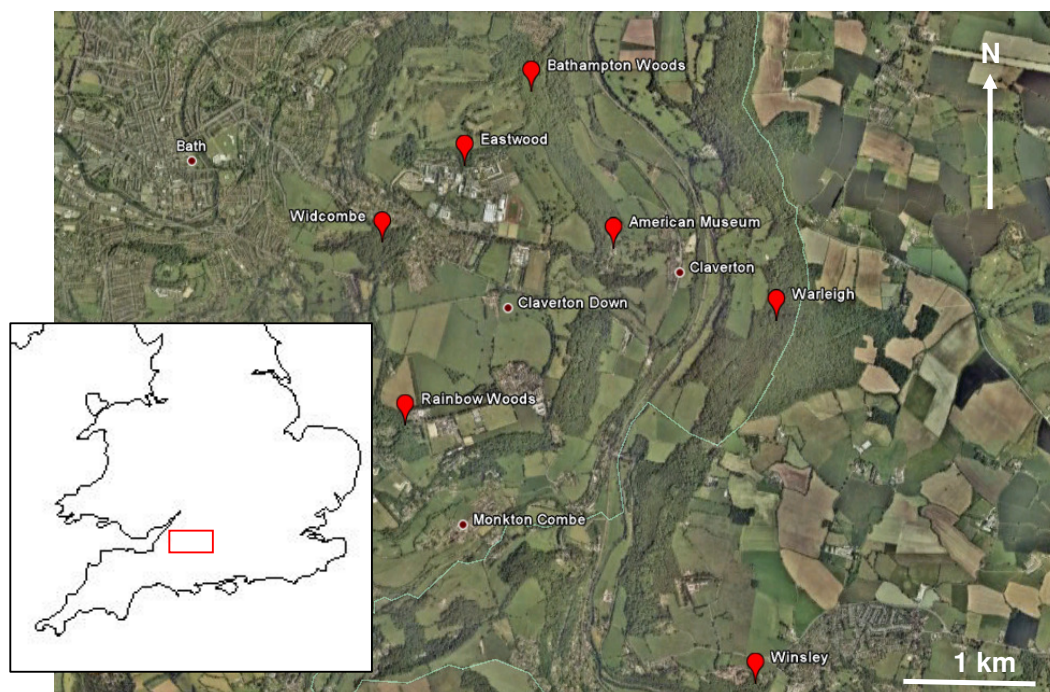 N
Bathampton Woods
Eastwood
Bath
Widcombe
American Museum
Claverton
Warleigh
Claverton Down
Rainbow Woods
Monkton Combe
Winsley
1 km